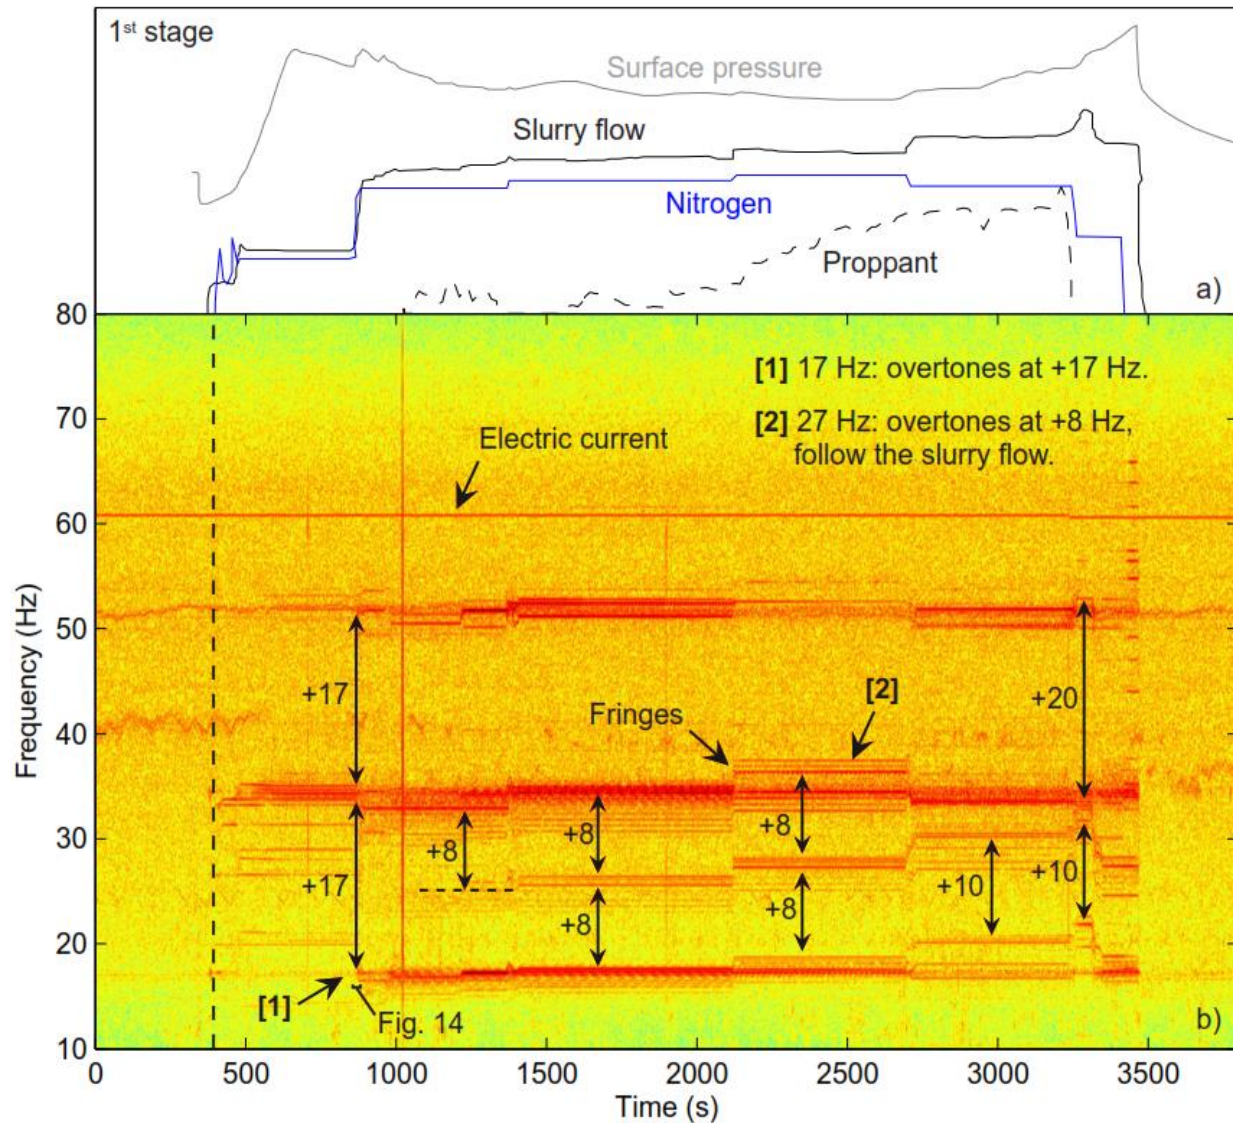 1st stage
Surface pressure
Slurry flow
Nitrogen
Proppant
a)
80
[1] 17 Hz: overtones at +17 Hz.
70
[2] 27 Hz: overtones at +8 Hz,
follow the slurry flow.
Electric current
60
50
+17
[2]
+20
Fringes
40
Frequency (Hz)
30
+8
+8
+8
+17
+10
+10
+8
+8
20
[1]
Fig. 14
b)
10
0
500
1000
1500
2000
2500
3000
3500
Time (s)